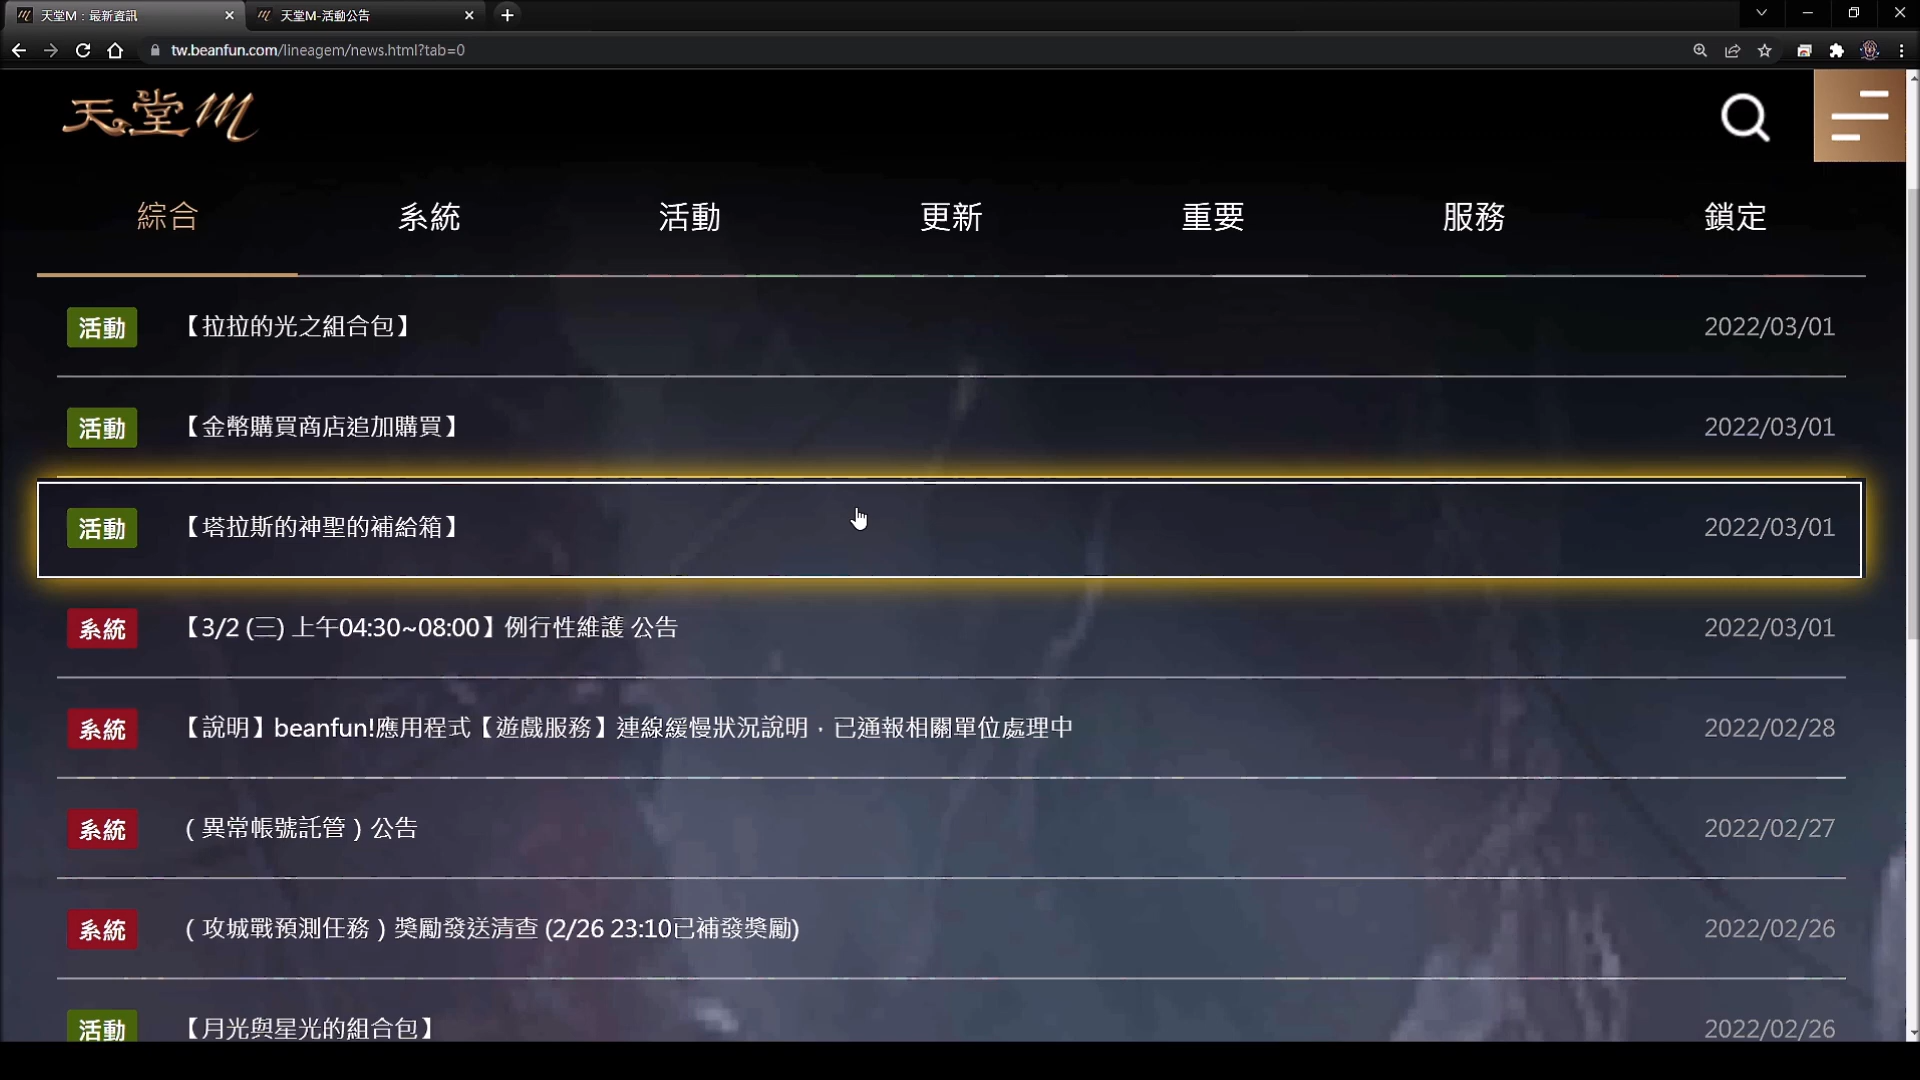 天堂M：最新資訊
天堂M-活動公告
tw.beanfun.com/lineagem/news.html?tab=0
天堂M
綜合 系統 活動 更新 重要 服務 鎖定
活動 【拉拉的光之組合包】 2022/03/01
活動 【金幣購買商店追加購買】 2022/03/01
活動 【塔拉斯的神聖的補給箱】 2022/03/01
系統 【3/2 (三) 上午04:30~08:00】例行性維護 公告 2022/03/01
系統 【說明】beanfun!應用程式【遊戲服務】連線緩慢狀況說明，已通報相關單位處理中 2022/02/28
系統 ( 異常帳號託管 ) 公告 2022/02/27
系統 ( 攻城戰預測任務 ) 獎勵發送清查 (2/26 23:10已補發獎勵) 2022/02/26
活動 【月光與星光的組合包】 2022/02/26